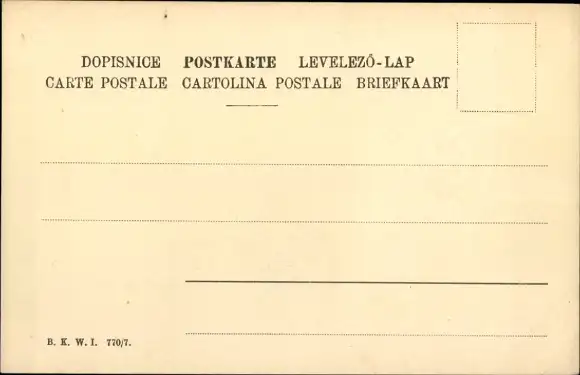 DOPISNICE POSTKARTE LEVELEZŐ-LAP
CARTE POSTALE CARTOLINA POSTALE BRIEFKAART
B. K. W. I. 770/7.